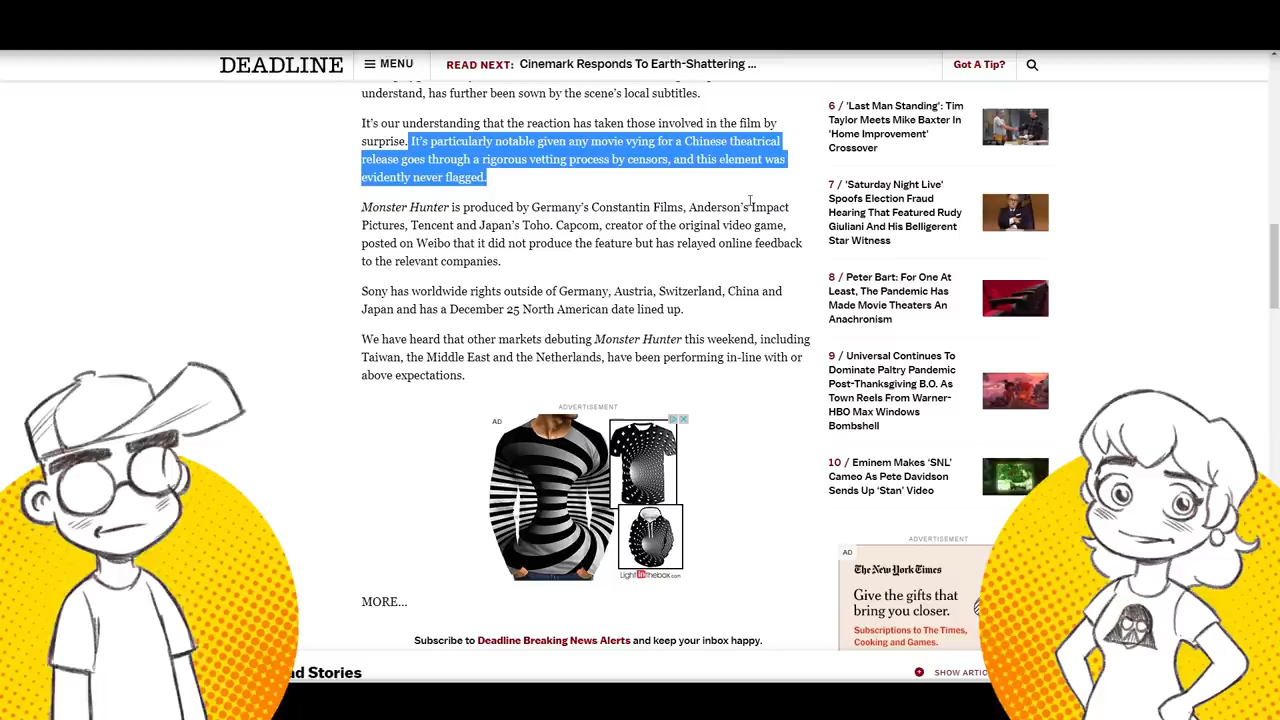 DEADLINE
MENU
READ NEXT: Cinemark Responds To Earth-Shattering ...
Got A Tip?
understand, has further been sown by the scene's local subtitles.
It's our understanding that the reaction has taken those involved in the film by
surprise. It's particularly notable given any movie vying for a Chinese theatrical
release goes through a rigorous vetting process by censors, and this element was
evidently never flagged.
Monster Hunter is produced by Germany's Constantin Films, Anderson's Impact
Pictures, Tencent and Japan's Toho. Capcom, creator of the original video game,
posted on Weibo that it did not produce the feature but has relayed online feedback
to the relevant companies.
Sony has worldwide rights outside of Germany, Austria, Switzerland, China and
Japan and has a December 25 North American date lined up.
We have heard that other markets debuting Monster Hunter this weekend, including
Taiwan, the Middle East and the Netherlands, have been performing in-line with or
above expectations.
ADVERTISEMENT
AD
LightInthebox.com
MORE...
Subscribe to Deadline Breaking News Alerts and keep your inbox happy.
ad Stories
6 / 'Last Man Standing': Tim
Taylor Meets Mike Baxter In
'Home Improvement'
Crossover
7 / 'Saturday Night Live'
Spoofs Election Fraud
Hearing That Featured Rudy
Giuliani And His Belligerent
Star Witness
8 / Peter Bart: For One At
Least, The Pandemic Has
Made Movie Theaters An
Anachronism
9 / Universal Continues To
Dominate Paltry Pandemic
Post-Thanksgiving B.O. As
Town Reels From Warner-
HBO Max Windows
Bombshell
10 / Eminem Makes 'SNL'
Cameo As Pete Davidson
Sends Up 'Stan' Video
ADVERTISEMENT
AD
The New York Times
Give the gifts that
bring you closer.
Subscriptions to The Times,
Cooking and Games.
SHOW ARTIC